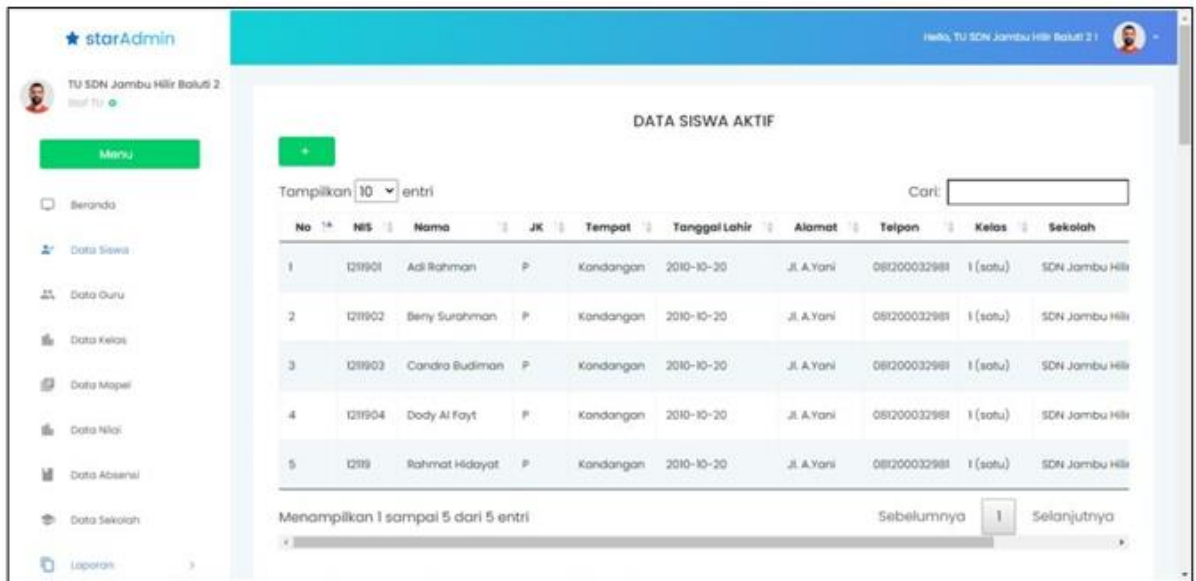 starAdmin
Hello, TU SDN Jambu Hilir Baluti 2 !
TU SDN Jambu Hilir Baluti 2
Staf TU
Menu
Beranda
Data Siswa
Data Guru
Data Kelas
Data Mapel
Data Nilai
Data Absensi
Data Sekolah
Laporan
DATA SISWA AKTIF
+
Tampilkan 10 entri Cari:
No NIS Nama JK Tempat Tanggal Lahir Alamat Telpon Kelas Sekolah
1 1211901 Adi Rahman P Kandangan 2010-10-20 Jl. A.Yani 081200032981 1 (satu) SDN Jambu Hilir
2 1211902 Beny Surahman P Kandangan 2010-10-20 Jl. A.Yani 081200032981 1 (satu) SDN Jambu Hilir
3 1211903 Candra Budiman P Kandangan 2010-10-20 Jl. A.Yani 081200032981 1 (satu) SDN Jambu Hilir
4 1211904 Dody Al Fayt P Kandangan 2010-10-20 Jl. A.Yani 081200032981 1 (satu) SDN Jambu Hilir
5 12119 Rahmat Hidayat P Kandangan 2010-10-20 Jl. A.Yani 081200032981 1 (satu) SDN Jambu Hilir
Menampilkan 1 sampai 5 dari 5 entri
Sebelumnya 1 Selanjutnya